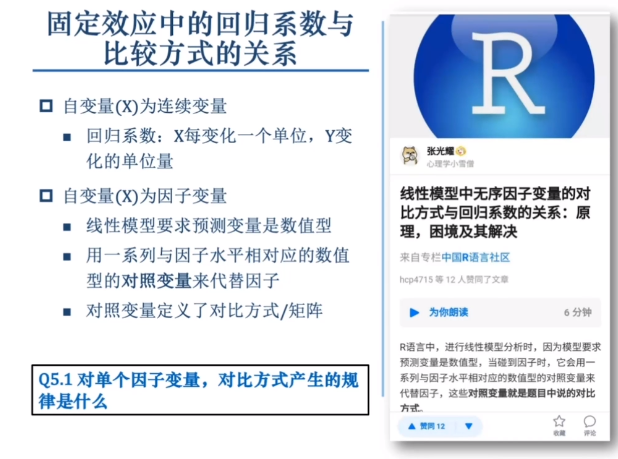 固定效应中的回归系数与
比较方式的关系
自变量(X)为连续变量
回归系数：X每变化一个单位，Y变
化的单位量
自变量(X)为因子变量
线性模型要求预测变量是数值型
用一系列与因子水平相对应的数值
型的对照变量来代替因子
对照变量定义了对比方式/矩阵
Q5.1 对单个因子变量，对比方式产生的规
律是什么
R
张光耀
心理学小雪僧
线性模型中无序因子变量的对
比方式与回归系数的关系：原
理，困境及其解决
来自专栏中国R语言社区
hcp4715 等 12 人赞同了文章
为你朗读
6 分钟
R语言中，进行线性模型分析时，因为模型要求
预测变量是数值型，当碰到因子时，它会用一
系列与因子水平相对应的数值型的对照变量来
代替因子，这些对照变量就是题目中说的对比
方式。
赞同 12
收藏
评论